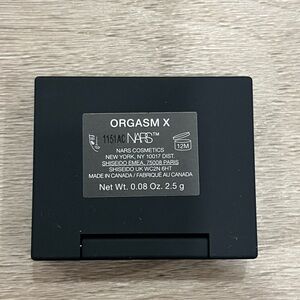 ORGASM X
1151AC NARS™
12M
NARS COSMETICS
NEW YORK, NY 10017 DIST.
SHISEIDO EMEA, 75008 PARIS
SHISEIDO UK WC2N 6HT
MADE IN CANADA / FABRIQUÉ AU CANADA
Net Wt. 0.08 Oz. 2.5 g